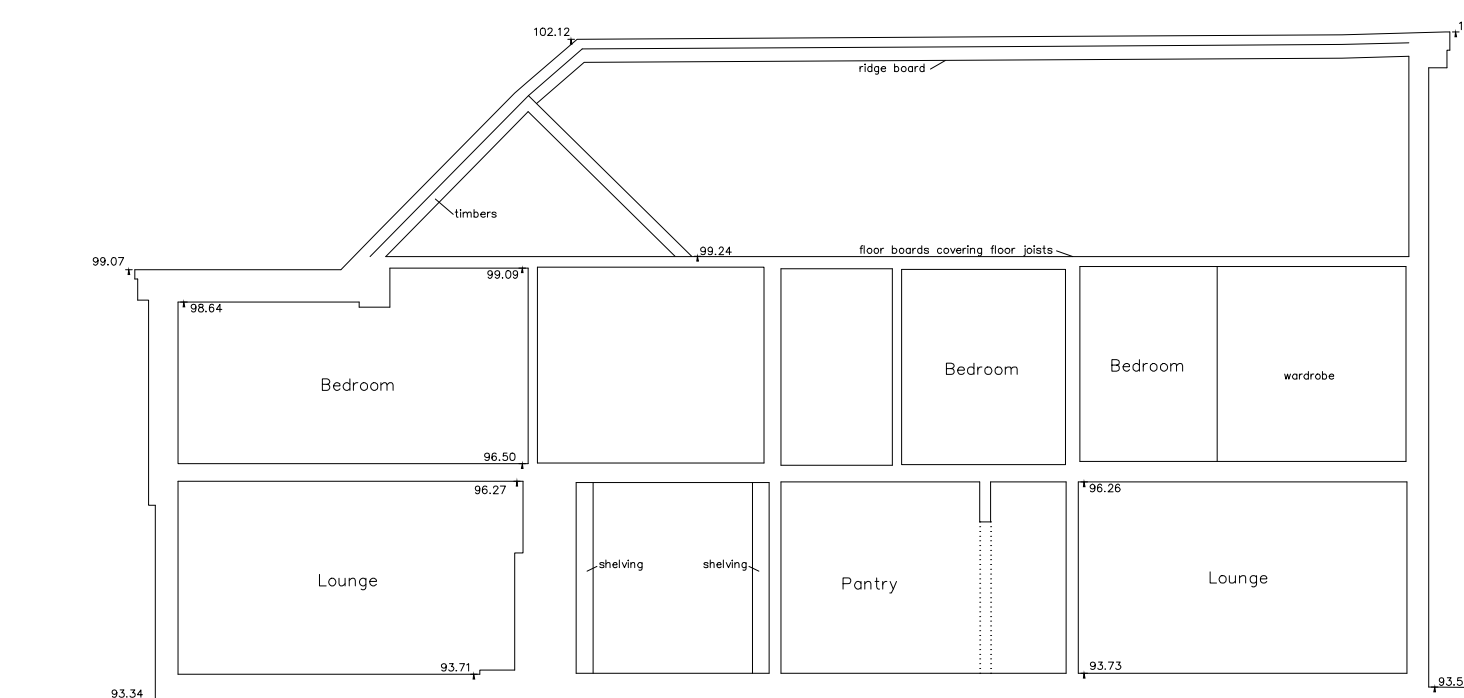 102.12
1
ridge board
timbers
99.24
floor boards covering floor joists
99.07
99.09
98.64
Bedroom
Bedroom
Bedroom
wardrobe
96.50
96.27
96.26
shelving
shelving
Lounge
Pantry
Lounge
93.71
93.73
93.34
93.5